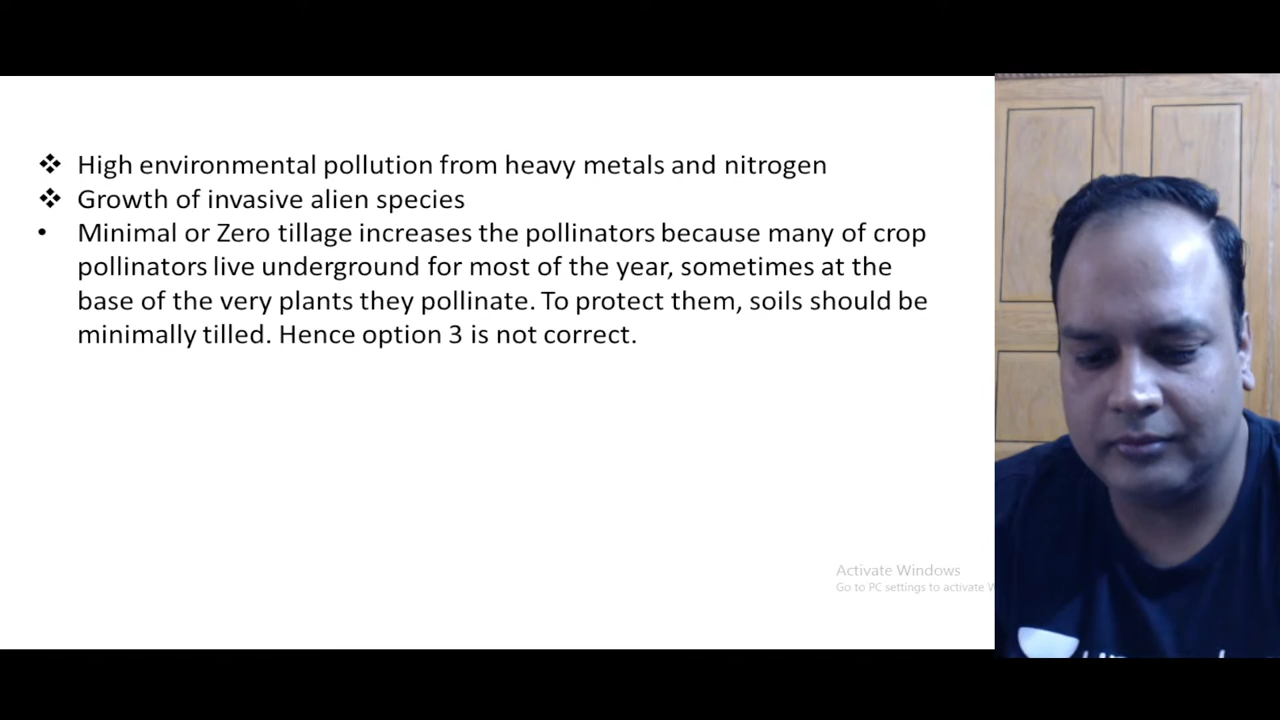 ❖ High environmental pollution from heavy metals and nitrogen
❖ Growth of invasive alien species
• Minimal or Zero tillage increases the pollinators because many of crop
pollinators live underground for most of the year, sometimes at the
base of the very plants they pollinate. To protect them, soils should be
minimally tilled. Hence option 3 is not correct.
Activate Windows
Go to PC settings to activate W